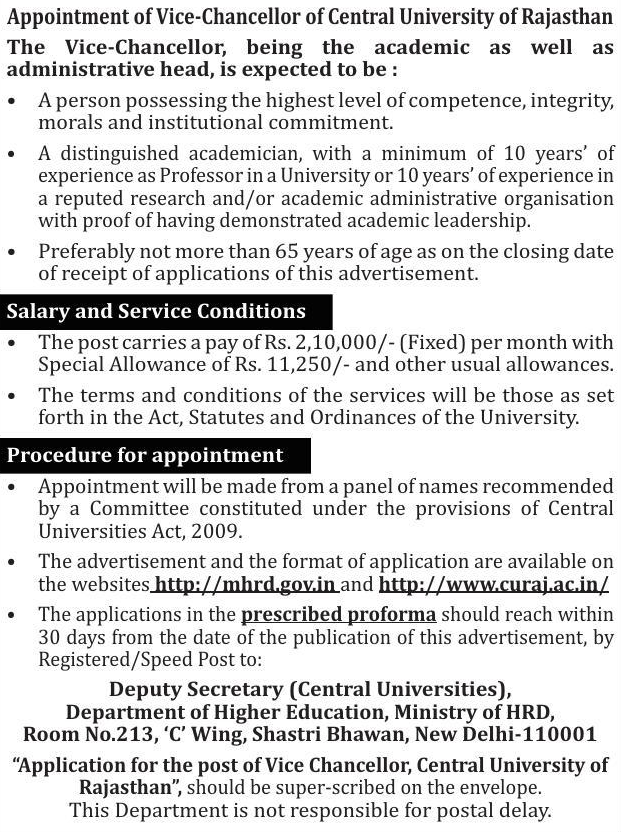 Appointment of Vice-Chancellor of Central University of Rajasthan
The Vice-Chancellor, being the academic as well as
administrative head, is expected to be :
• A person possessing the highest level of competence, integrity,
morals and institutional commitment.
• A distinguished academician, with a minimum of 10 years’ of
experience as Professor in a University or 10 years’ of experience in
a reputed research and/or academic administrative organisation
with proof of having demonstrated academic leadership.
• Preferably not more than 65 years of age as on the closing date
of receipt of applications of this advertisement.
Salary and Service Conditions
• The post carries a pay of Rs. 2,10,000/- (Fixed) per month with
Special Allowance of Rs. 11,250/- and other usual allowances.
• The terms and conditions of the services will be those as set
forth in the Act, Statutes and Ordinances of the University.
Procedure for appointment
• Appointment will be made from a panel of names recommended
by a Committee constituted under the provisions of Central
Universities Act, 2009.
• The advertisement and the format of application are available on
the websites http://mhrd.gov.in and http://www.curaj.ac.in/
• The applications in the prescribed proforma should reach within
30 days from the date of the publication of this advertisement, by
Registered/Speed Post to:
Deputy Secretary (Central Universities),
Department of Higher Education, Ministry of HRD,
Room No.213, ‘C’ Wing, Shastri Bhawan, New Delhi-110001
“Application for the post of Vice Chancellor, Central University of
Rajasthan”, should be super-scribed on the envelope.
This Department is not responsible for postal delay.